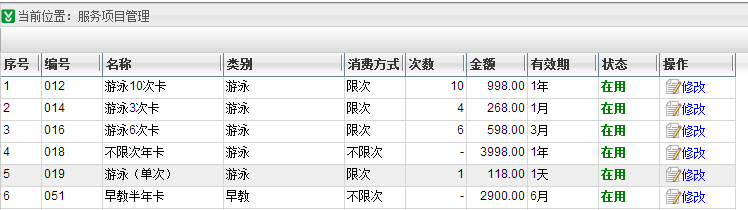 当前位置：服务项目管理
序号 编号 名称 类别 消费方式 次数 金额 有效期 状态 操作
1 012 游泳10次卡 游泳 限次 10 998.00 1年 在用 修改
2 014 游泳3次卡 游泳 限次 4 268.00 1月 在用 修改
3 016 游泳6次卡 游泳 限次 6 598.00 3月 在用 修改
4 018 不限次年卡 游泳 不限次 - 3998.00 1年 在用 修改
5 019 游泳（单次） 游泳 限次 1 118.00 1天 在用 修改
6 051 早教半年卡 早教 不限次 - 2900.00 6月 在用 修改